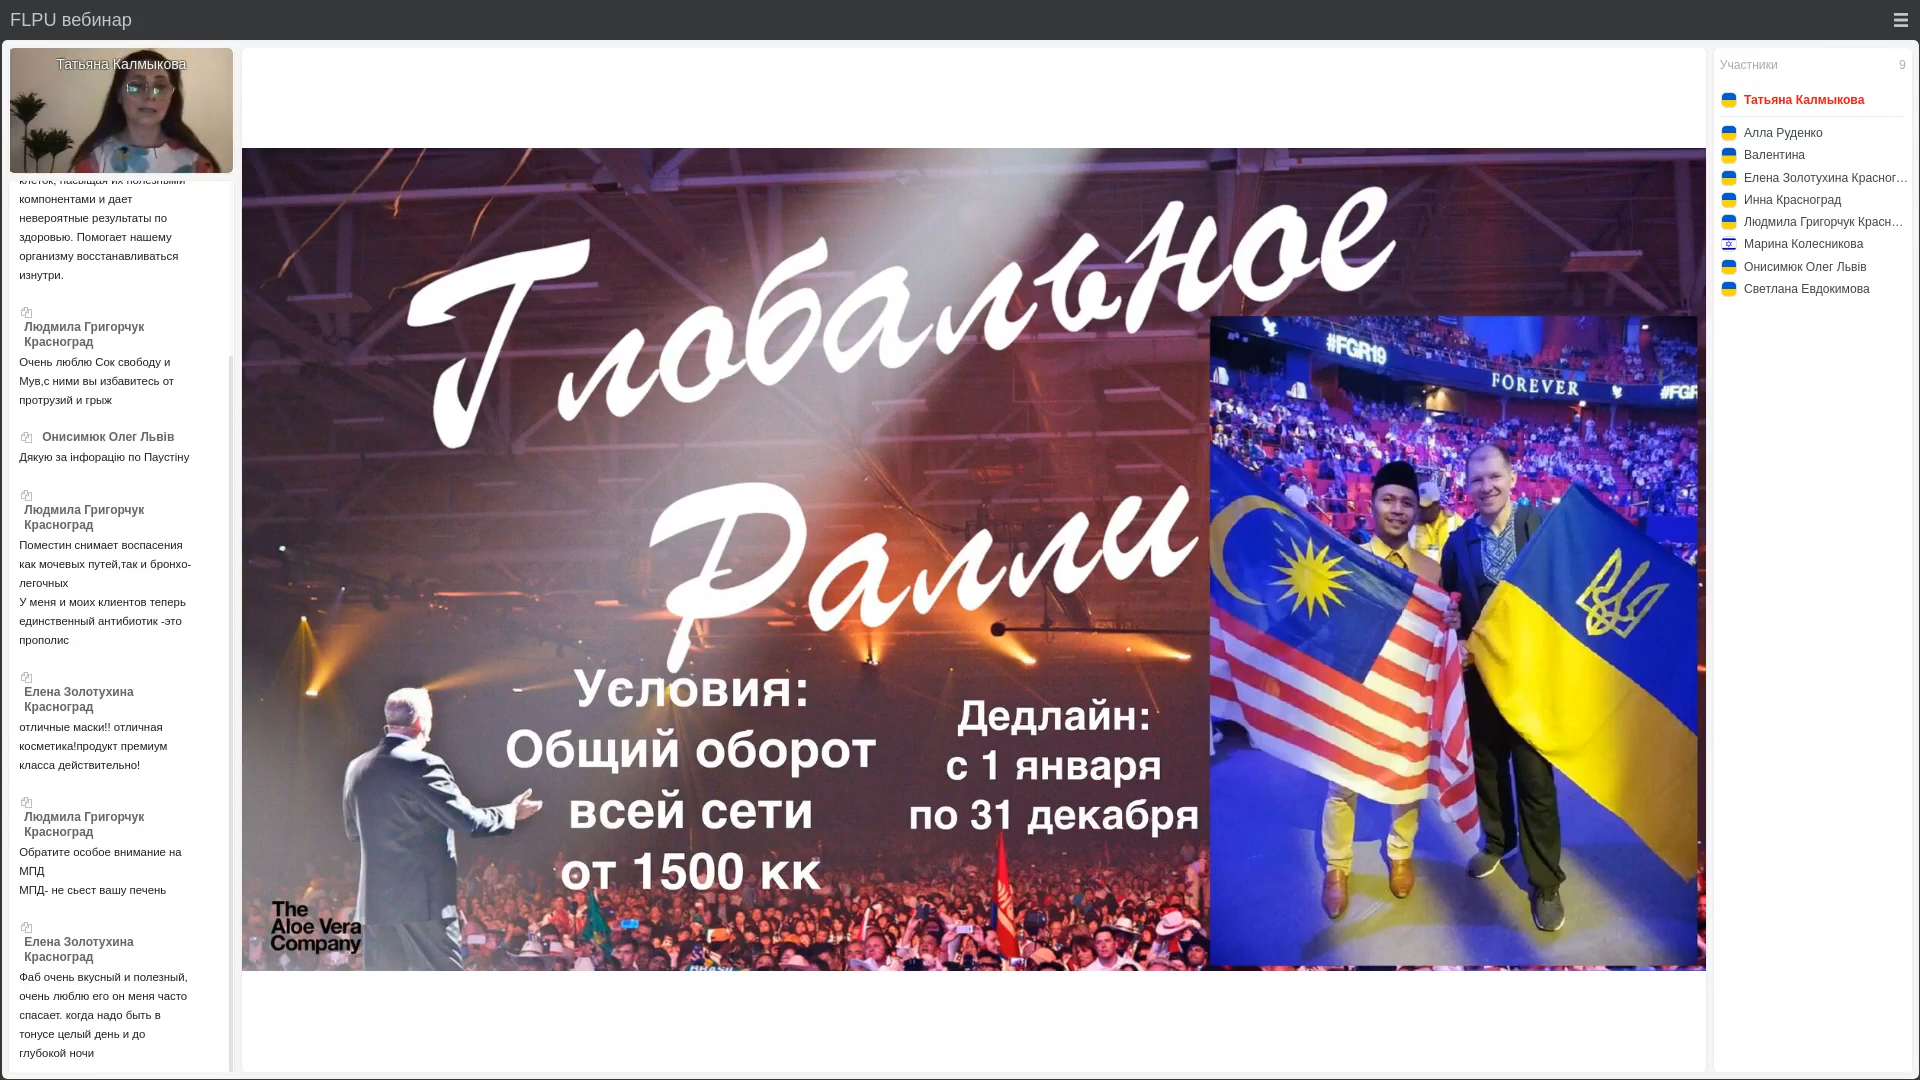 FLPU вебинар
Татьяна Калмыкова
клеток, насыщая их полезными
компонентами и дает
невероятные результаты по
здоровью. Помогает нашему
организму восстанавливаться
изнутри.
Людмила Григорчук
Красноград
Очень люблю Сок свободу и
Мув,с ними вы избавитесь от
протрузий и грыж
Онисимюк Олег Львів
Дякую за інфорацію по Паустіну
Людмила Григорчук
Красноград
Поместин снимает воспасения
как мочевых путей,так и бронхо-
легочных
У меня и моих клиентов теперь
единственный антибиотик -это
прополис
Елена Золотухина
Красноград
отличные маски!! отличная
косметика!продукт премиум
класса действительно!
Людмила Григорчук
Красноград
Обратите особое внимание на
МПД
МПД- не сьест вашу печень
Елена Золотухина
Красноград
Фаб очень вкусный и полезный,
очень люблю его он меня часто
спасает. когда надо быть в
тонусе целый день и до
глубокой ночи
Глобальное
Ралли
Условия:
Общий оборот
всей сети
от 1500 кк
Дедлайн:
с 1 января
по 31 декабря
The
Aloe Vera
Company
#FGR19
FOREVER
#FGR
Участники 9
Татьяна Калмыкова
Алла Руденко
Валентина
Елена Золотухина Красног...
Инна Красноград
Людмила Григорчук Красн...
Марина Колесникова
Онисимюк Олег Львів
Светлана Евдокимова